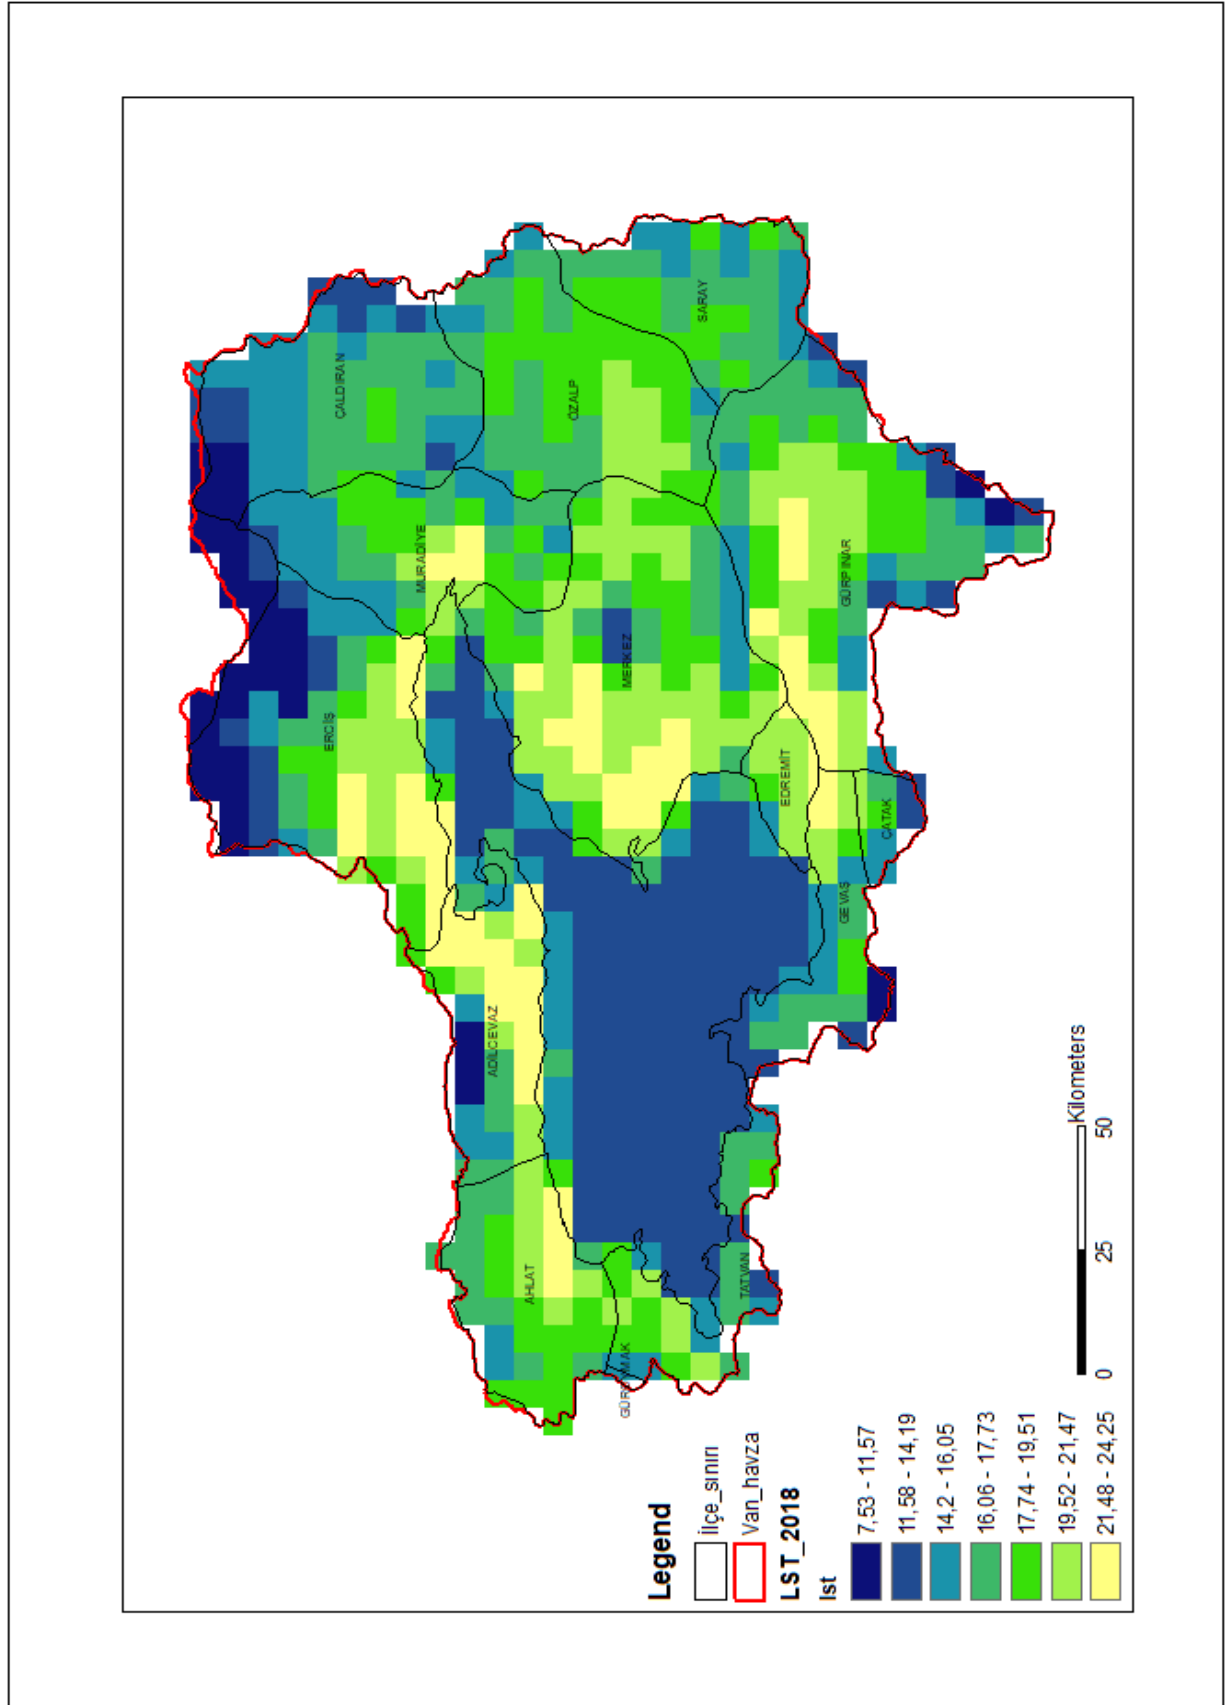 ÇALDIRAN
ERCİŞ
MURADİYE
ADİLCEVAZ
AHLAT
ÖZALP
MERKEZ
GÜROYMAK
SARAY
TATVAN
EDREMİT
GÜRPINAR
GEVAŞ
ÇATAK
Legend
İlçe_sınırı
Van_havza
LST_2018
lst
7,53 - 11,57
11,58 - 14,19
14,2 - 16,05
16,06 - 17,73
17,74 - 19,51
19,52 - 21,47
21,48 - 24,25
Kilometers
0 25 50